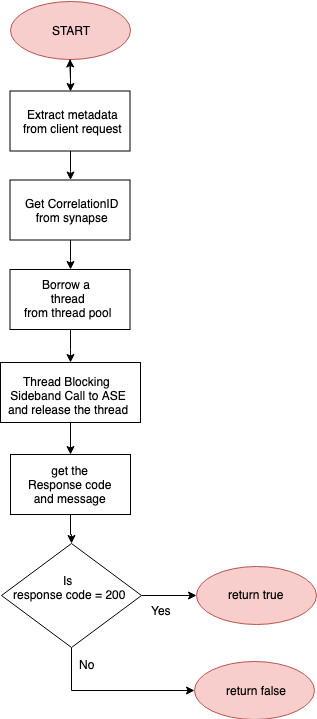 START
Extract metadata
from client request
Get CorrelationID
from synapse
Borrow a
thread
from thread pool
Thread Blocking
Sideband Call to ASE
and release the thread
get the
Response code
and message
Is
response code = 200
Yes
return true
No
return false